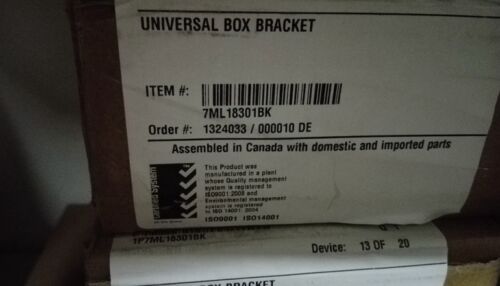 UNIVERSAL BOX BRACKET
ITEM #:
7ML18301BK
Order #: 1324033 / 000010 DE
Assembled in Canada with domestic and imported parts
This Product was
manufactured in a plant
whose Quality management
system is registered to
ISO9001:2008 and
Environmental management
system is registered
to ISO 14001: 2004
ISO9001 ISO14001
1P7ML18301BK
Device: 13 OF 20
BOX BRACKET